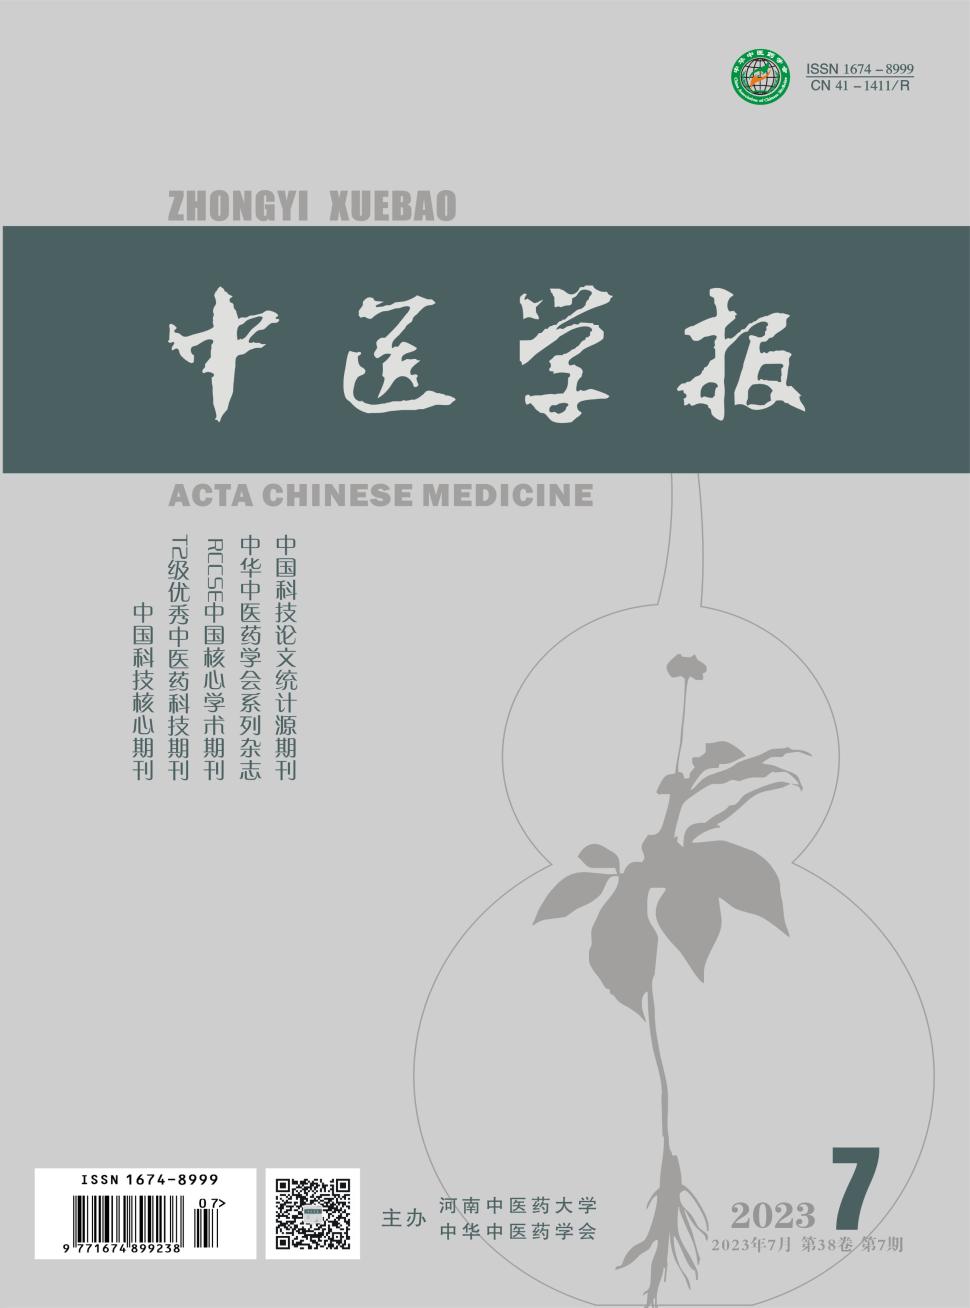 ISSN 1674-8999
CN 41-1411/R
ZHONGYI XUEBAO
中医学报
ACTA CHINESE MEDICINE
中国科技论文统计源期刊
中华中医药学会系列杂志
RCCSE中国核心学术期刊
T2级优秀中医药科技期刊
中国科技核心期刊
ISSN 1674-8999
07>
9 771674 899238
主办
河南中医药大学
中华中医药学会
2023
7
2023年7月 第38卷 第7期